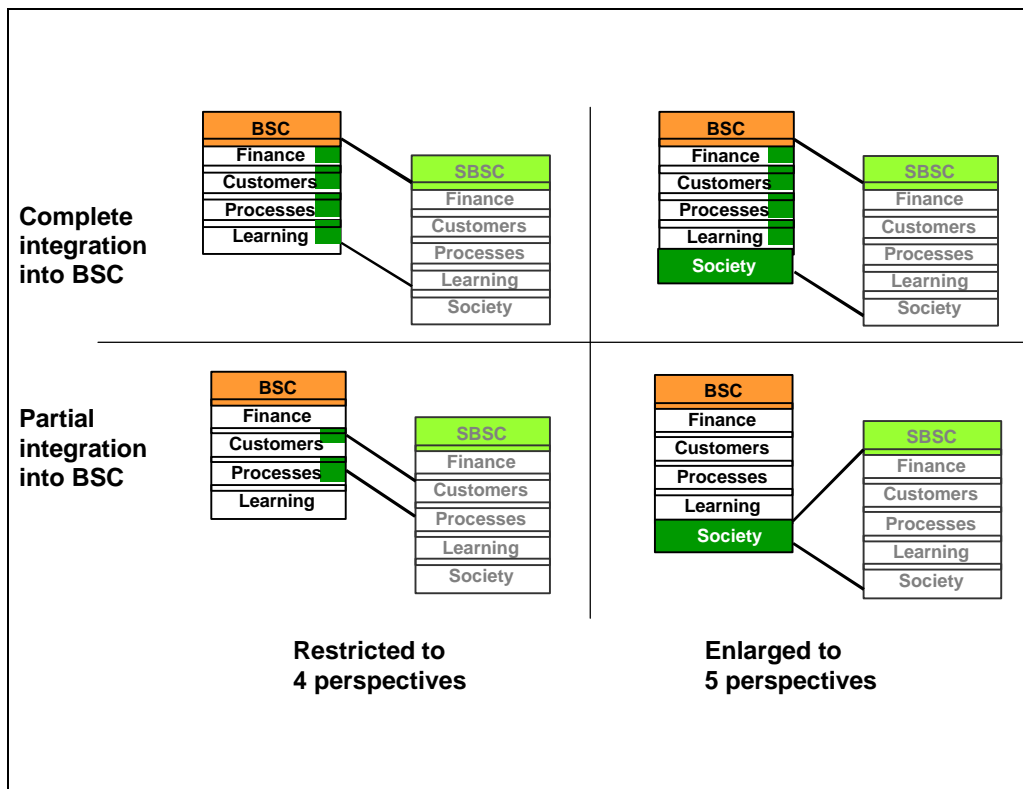 Complete
integration
into BSC
BSC
Finance
Customers
Processes
Learning
SBSC
Finance
Customers
Processes
Learning
Society
BSC
Finance
Customers
Processes
Learning
Society
SBSC
Finance
Customers
Processes
Learning
Society
Partial
integration
into BSC
BSC
Finance
Customers
Processes
Learning
SBSC
Finance
Customers
Processes
Learning
Society
BSC
Finance
Customers
Processes
Learning
Society
SBSC
Finance
Customers
Processes
Learning
Society
Restricted to
4 perspectives
Enlarged to
5 perspectives